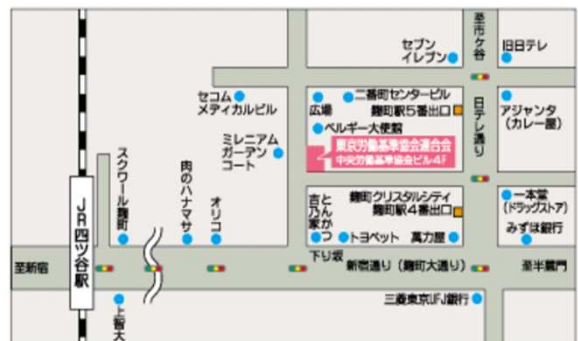 至市ケ谷
セブン
イレブン
旧日テレ
セコム
メディカルビル
広場
二番町センタービル
麹町駅5番出口
日テレ通り
アジャンタ
(カレー屋)
ベルギー大使館
ミレニアム
ガーデン
コート
東京労働基準協会連合会
中央労働基準協会ビル4F
スクワール麹町
肉のハナマサ
オリコ
とんかつ
吉乃家
麹町クリスタルシティ
麹町駅4番出口
一本堂
(ドラッグストア)
トヨペット
萬力屋
みずほ銀行
JR四ツ谷駅
下り坂
至新宿
新宿通り(麹町大通り)
至半蔵門
三菱東京UFJ銀行
上智大